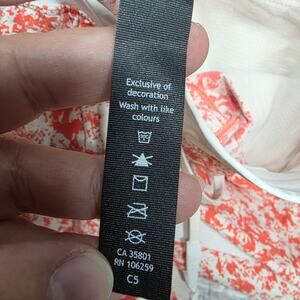 Exclusive of
decoration
Wash with like
colours
CA 35801
RN 106259
C5